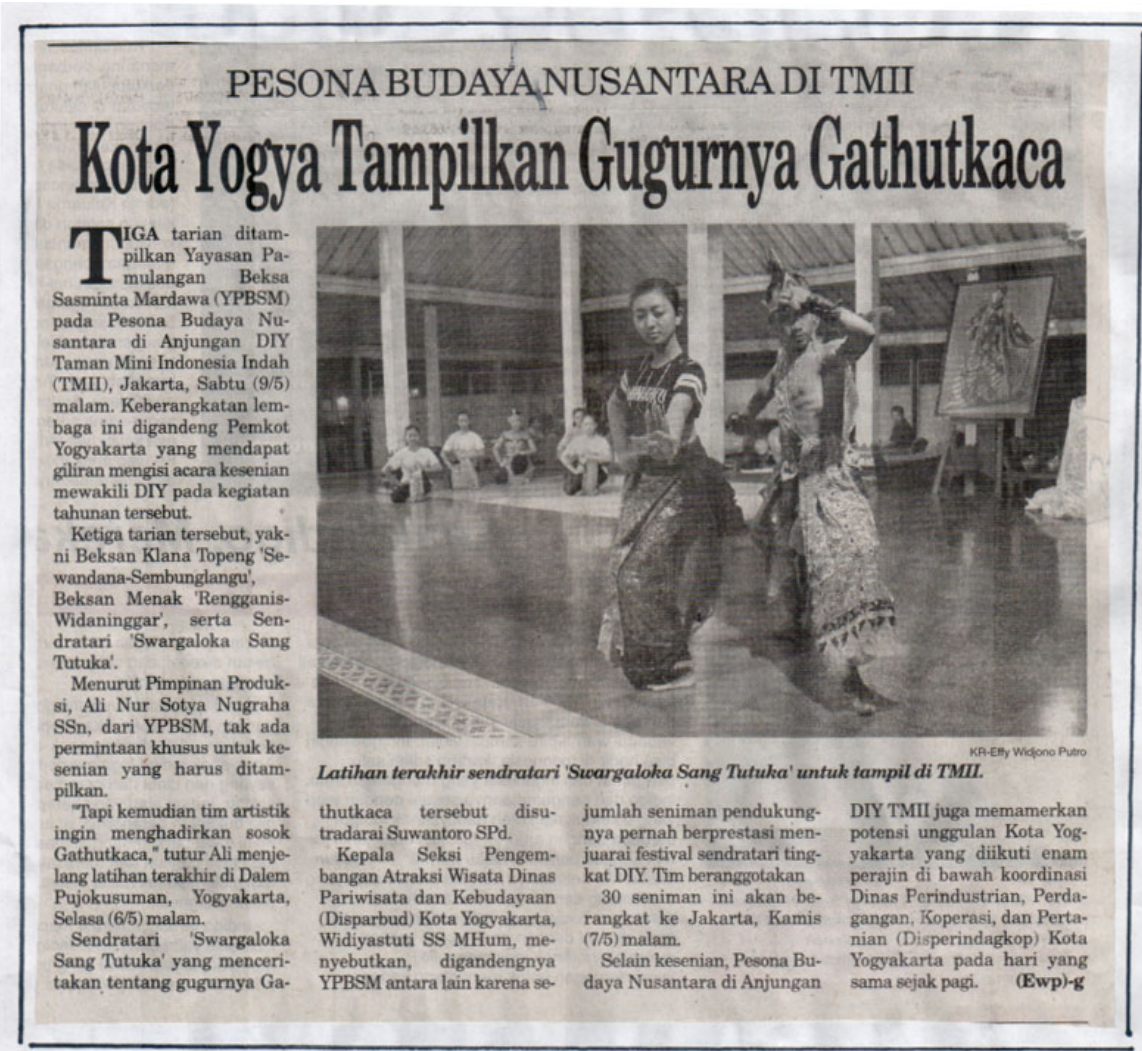 PESONA BUDAYA NUSANTARA DI TMII
Kota Yogya Tampilkan Gugurnya Gathutkaca
TIGA tarian ditam-
pilkan Yayasan Pa-
mulangan Beksa
Sasminta Mardawa (YPBSM)
pada Pesona Budaya Nu-
santara di Anjungan DIY
Taman Mini Indonesia Indah
(TMII), Jakarta, Sabtu (9/5)
malam. Keberangkatan lem-
baga ini digandeng Pemkot
Yogyakarta yang mendapat
giliran mengisi acara kesenian
mewakili DIY pada kegiatan
tahunan tersebut.
Ketiga tarian tersebut, yak-
ni Beksan Klana Topeng 'Se-
wandana-Sembunglangu',
Beksan Menak 'Rengganis-
Widaninggar', serta Sen-
dratari 'Swargaloka Sang
Tutuka'.
Menurut Pimpinan Produk-
si, Ali Nur Sotya Nugraha
SSn, dari YPBSM, tak ada
permintaan khusus untuk ke-
senian yang harus ditam-
pilkan.
"Tapi kemudian tim artistik
ingin menghadirkan sosok
Gathutkaca," tutur Ali menje-
lang latihan terakhir di Dalem
Pujokusuman, Yogyakarta,
Selasa (6/5) malam.
Sendratari 'Swargaloka
Sang Tutuka' yang menceri-
takan tentang gugurnya Ga-
KR-Effy Widjono Putro
Latihan terakhir sendratari 'Swargaloka Sang Tutuka' untuk tampil di TMII.
thutkaca tersebut disu-
tradarai Suwantoro SPd.
Kepala Seksi Pengem-
bangan Atraksi Wisata Dinas
Pariwisata dan Kebudayaan
(Disparbud) Kota Yogyakarta,
Widiyastuti SS MHum, me-
nyebutkan, digandengnya
YPBSM antara lain karena se-
jumlah seniman pendukung-
nya pernah berprestasi men-
juarai festival sendratari ting-
kat DIY. Tim beranggotakan
30 seniman ini akan be-
rangkat ke Jakarta, Kamis
(7/5) malam.
Selain kesenian, Pesona Bu-
daya Nusantara di Anjungan
DIY TMII juga memamerkan
potensi unggulan Kota Yog-
yakarta yang diikuti enam
perajin di bawah koordinasi
Dinas Perindustrian, Perda-
gangan, Koperasi, dan Perta-
nian (Disperindagkop) Kota
Yogyakarta pada hari yang
sama sejak pagi. (Ewp)-g